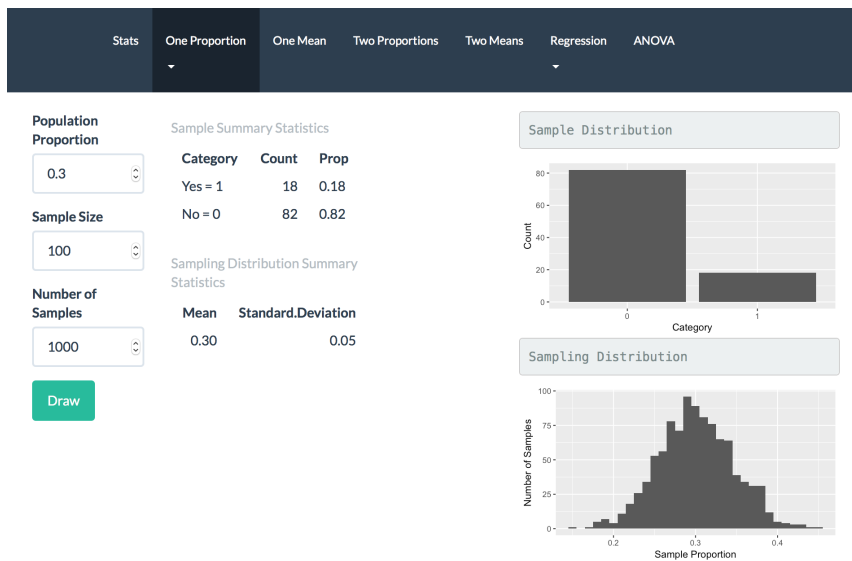 Stats One Proportion One Mean Two Proportions Two Means Regression ANOVA
Population
Proportion
0.3
Sample Size
100
Number of
Samples
1000
Draw
Sample Summary Statistics
Category Count Prop
Yes = 1 18 0.18
No = 0 82 0.82
Sampling Distribution Summary
Statistics
Mean Standard.Deviation
0.30 0.05
Sample Distribution
80
60
40
20
0
Count
0 1
Category
Sampling Distribution
100
75
50
25
0
Number of Samples
0.2 0.3 0.4
Sample Proportion